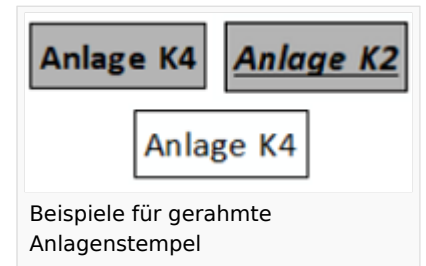 Anlage K4 Anlage K2
Anlage K4
Beispiele für gerahmte
Anlagenstempel